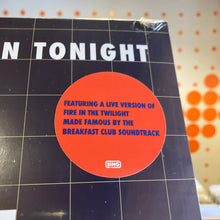 N TONIGHT
FEATURING A LIVE VERSION OF
FIRE IN THE TWILIGHT
MADE FAMOUS BY THE
BREAKFAST CLUB SOUNDTRACK